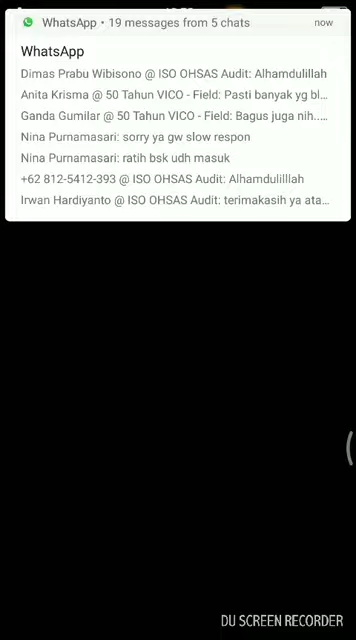 WhatsApp • 19 messages from 5 chats now
WhatsApp
Dimas Prabu Wibisono @ ISO OHSAS Audit: Alhamdulillah
Anita Krisma @ 50 Tahun VICO - Field: Pasti banyak yg bl...
Ganda Gumilar @ 50 Tahun VICO - Field: Bagus juga nih....
Nina Purnamasari: sorry ya gw slow respon
Nina Purnamasari: ratih bsk udh masuk
+62 812-5412-393 @ ISO OHSAS Audit: Alhamdulilllah
Irwan Hardiyanto @ ISO OHSAS Audit: terimakasih ya ata...
DU SCREEN RECORDER